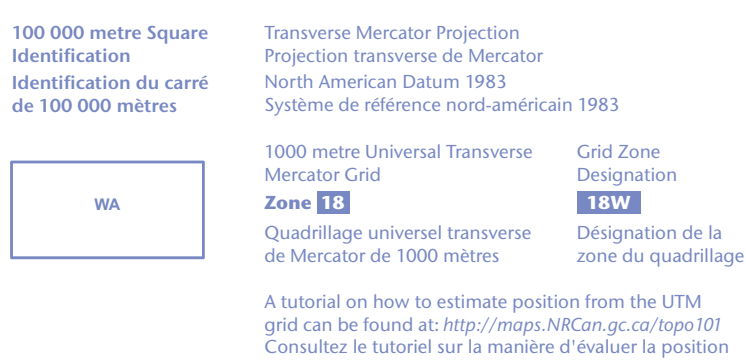 100 000 metre Square
Identification
Identification du carré
de 100 000 mètres
WA
Transverse Mercator Projection
Projection transverse de Mercator
North American Datum 1983
Système de référence nord-américain 1983
1000 metre Universal Transverse
Mercator Grid
Zone 18
Quadrillage universel transverse
de Mercator de 1000 mètres
Grid Zone
Designation
18W
Désignation de la
zone du quadrillage
A tutorial on how to estimate position from the UTM
grid can be found at: http://maps.NRCan.gc.ca/topo101
Consultez le tutoriel sur la manière d'évaluer la position